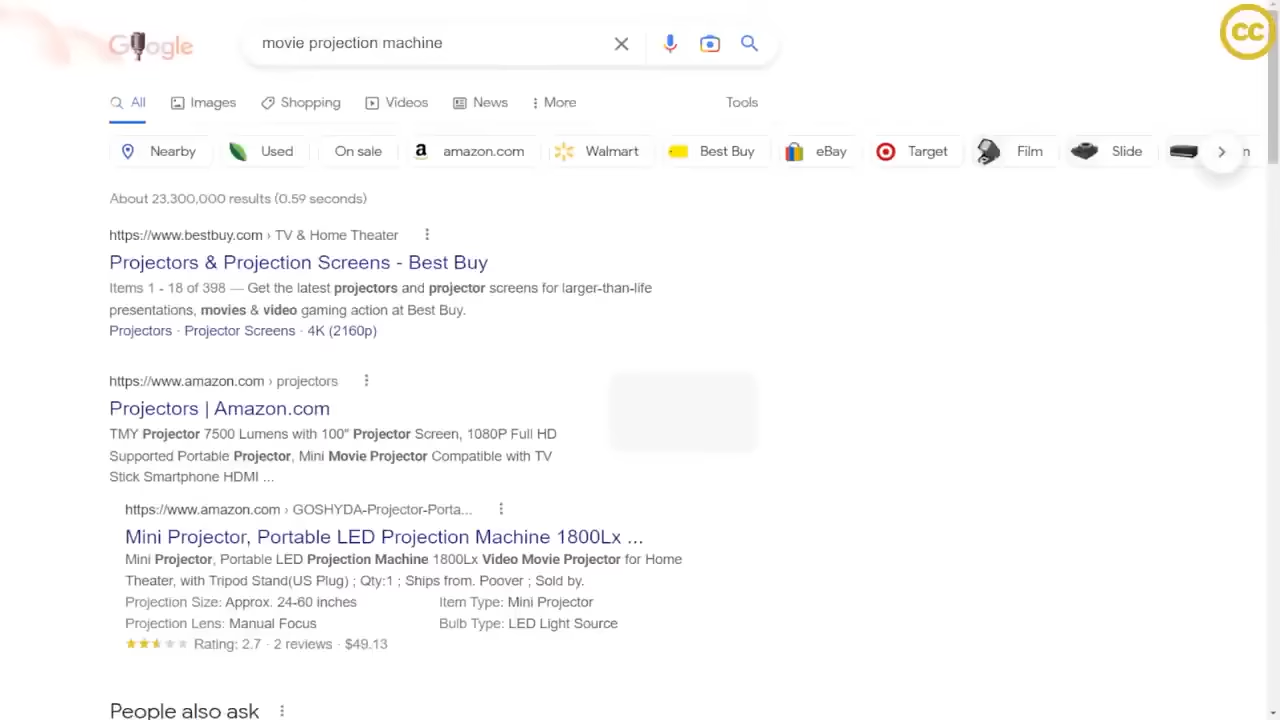 Google
movie projection machine
CC
All Images Shopping Videos News More Tools
Nearby Used On sale a amazon.com Walmart Best Buy eBay Target Film Slide n
About 23,300,000 results (0.59 seconds)
https://www.bestbuy.com › TV & Home Theater
Projectors & Projection Screens - Best Buy
Items 1 - 18 of 398 — Get the latest projectors and projector screens for larger-than-life
presentations, movies & video gaming action at Best Buy.
Projectors · Projector Screens · 4K (2160p)
https://www.amazon.com › projectors
Projectors | Amazon.com
TMY Projector 7500 Lumens with 100" Projector Screen, 1080P Full HD
Supported Portable Projector, Mini Movie Projector Compatible with TV
Stick Smartphone HDMI ...
https://www.amazon.com › GOSHYDA-Projector-Porta...
Mini Projector, Portable LED Projection Machine 1800Lx ...
Mini Projector, Portable LED Projection Machine 1800Lx Video Movie Projector for Home
Theater, with Tripod Stand(US Plug) ; Qty:1 ; Ships from. Poover ; Sold by.
Projection Size: Approx. 24-60 inches Item Type: Mini Projector
Projection Lens: Manual Focus Bulb Type: LED Light Source
Rating: 2.7 · 2 reviews · $49.13
People also ask